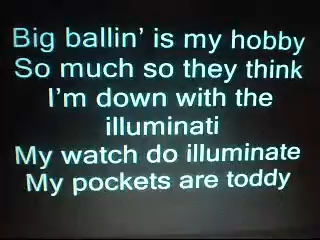 Big ballin' is my hobby
So much so they think
I'm down with the
illuminati
My watch do illuminate
My pockets are toddy